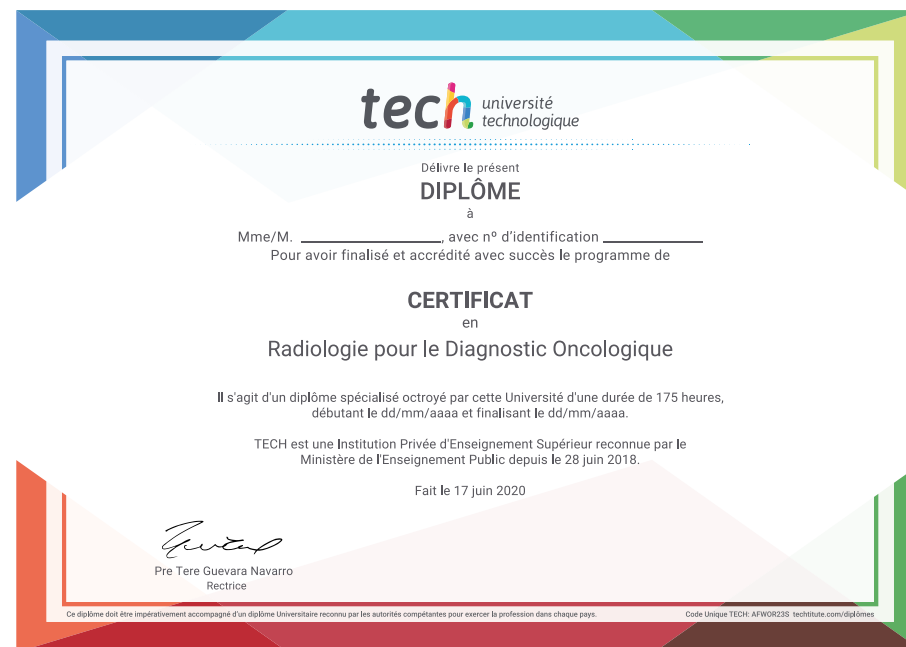 tech université
technologique
Délivre le présent
DIPLÔME
à
Mme/M. ____________________, avec nº d'identification ______________
Pour avoir finalisé et accrédité avec succès le programme de
CERTIFICAT
en
Radiologie pour le Diagnostic Oncologique
Il s'agit d'un diplôme spécialisé octroyé par cette Université d'une durée de 175 heures,
débutant le dd/mm/aaaa et finalisant le dd/mm/aaaa.
TECH est une Institution Privée d'Enseignement Supérieur reconnue par le
Ministère de l'Enseignement Public depuis le 28 juin 2018.
Fait le 17 juin 2020
Pre Tere Guevara Navarro
Rectrice
Ce diplôme doit être impérativement accompagné d'un diplôme Universitaire reconnu par les autorités compétantes pour exercer la profession dans chaque pays.
Code Unique TECH: AFWOR23S techtitute.com/diplômes